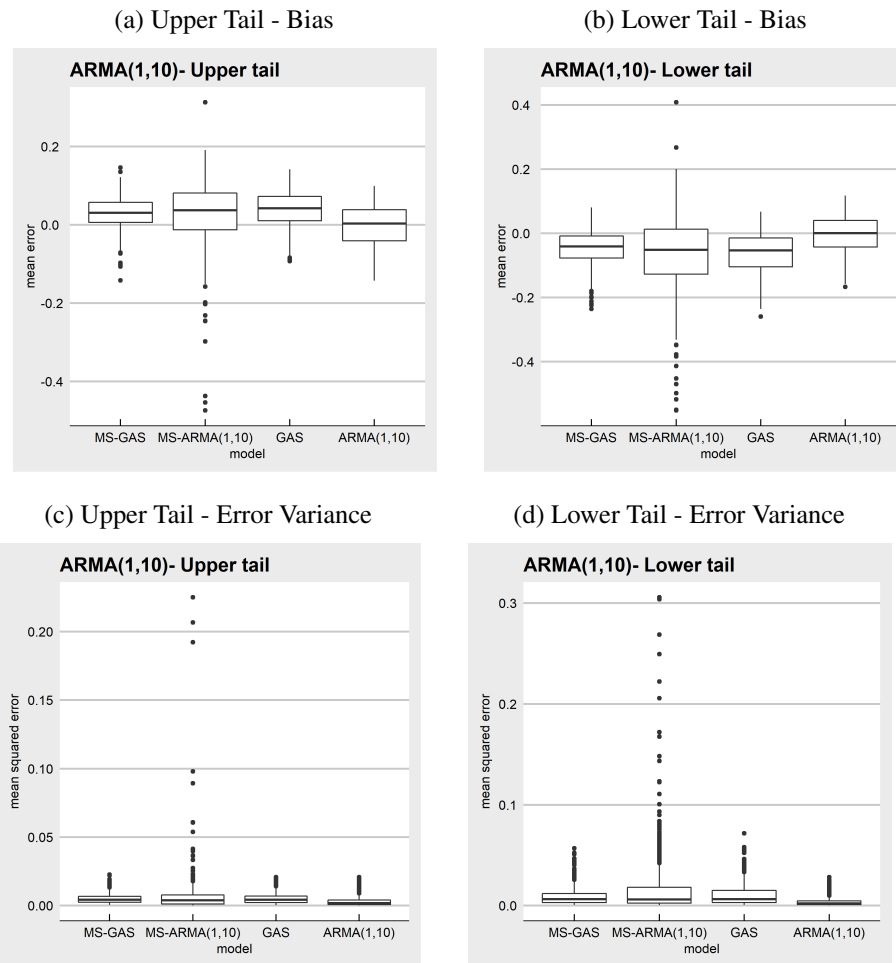 (a) Upper Tail - Bias
ARMA(1,10)- Upper tail
mean error
0.2
0.0
-0.2
-0.4
MS-GAS MS-ARMA(1,10) GAS ARMA(1,10)
model
(b) Lower Tail - Bias
ARMA(1,10)- Lower tail
mean error
0.4
0.2
0.0
-0.2
-0.4
MS-GAS MS-ARMA(1,10) GAS ARMA(1,10)
model
(c) Upper Tail - Error Variance
ARMA(1,10)- Upper tail
mean squared error
0.20
0.15
0.10
0.05
0.00
MS-GAS MS-ARMA(1,10) GAS ARMA(1,10)
model
(d) Lower Tail - Error Variance
ARMA(1,10)- Lower tail
mean squared error
0.3
0.2
0.1
0.0
MS-GAS MS-ARMA(1,10) GAS ARMA(1,10)
model